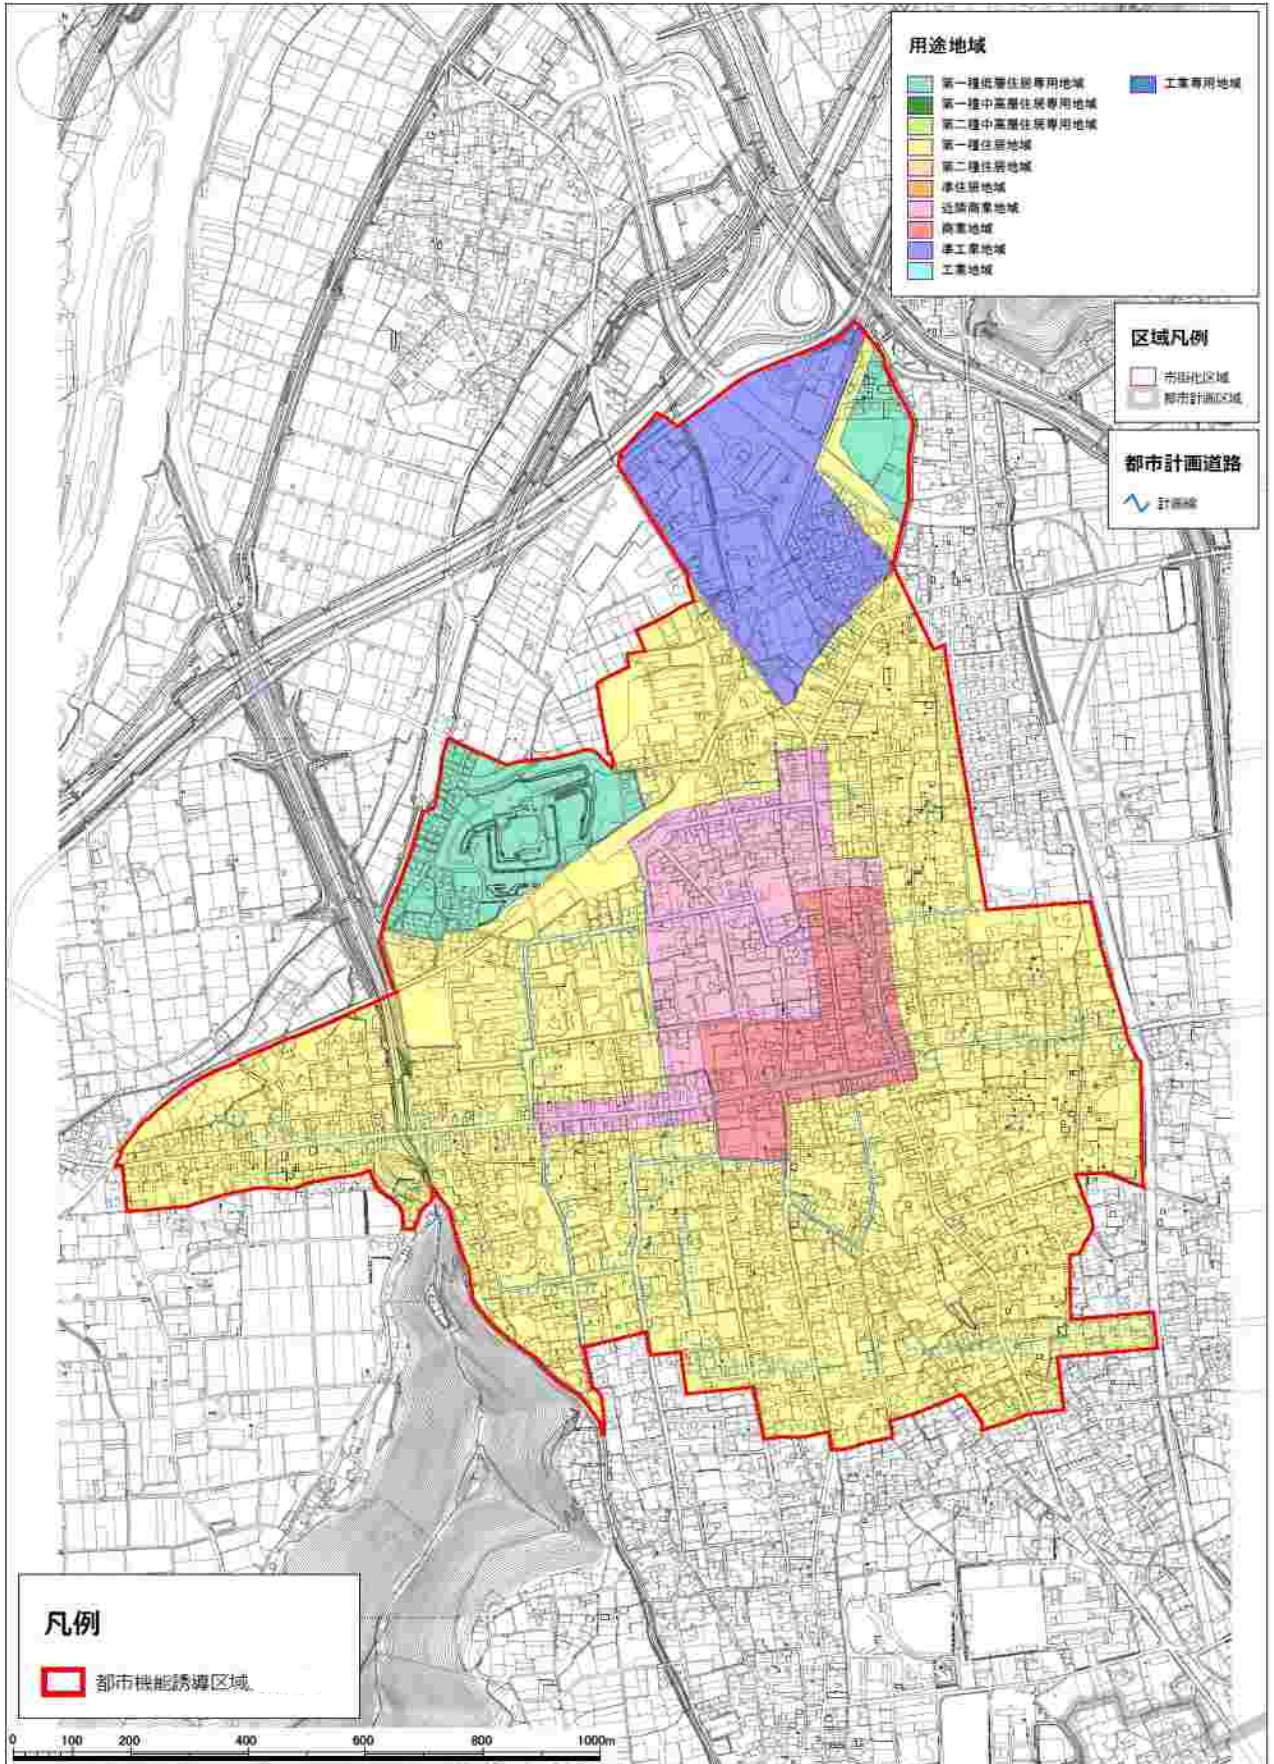 用途地域
第一種低層住居専用地域
第一種中高層住居専用地域
第二種中高層住居専用地域
第一種住居地域
第二種住居地域
準住居地域
近隣商業地域
商業地域
準工業地域
工業地域
工業専用地域
区域凡例
市街化区域
都市計画区域
都市計画道路
計画線
凡例
都市機能誘導区域
0 100 200 400 600 800 1000m